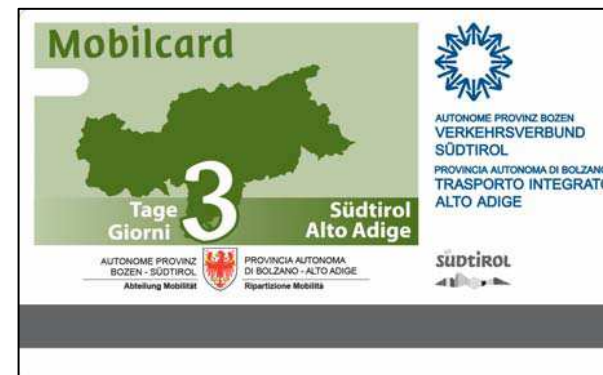 Mobilcard
Tage
Giorni
3
Südtirol
Alto Adige
AUTONOME PROVINZ
BOZEN - SÜDTIROL
Abteilung Mobilität
PROVINCIA AUTONOMA
DI BOLZANO - ALTO ADIGE
Ripartizione Mobilità
AUTONOME PROVINZ BOZEN
VERKEHRSVERBUND
SÜDTIROL
PROVINCIA AUTONOMA DI BOLZANO
TRASPORTO INTEGRATO
ALTO ADIGE
SÜDTIROL